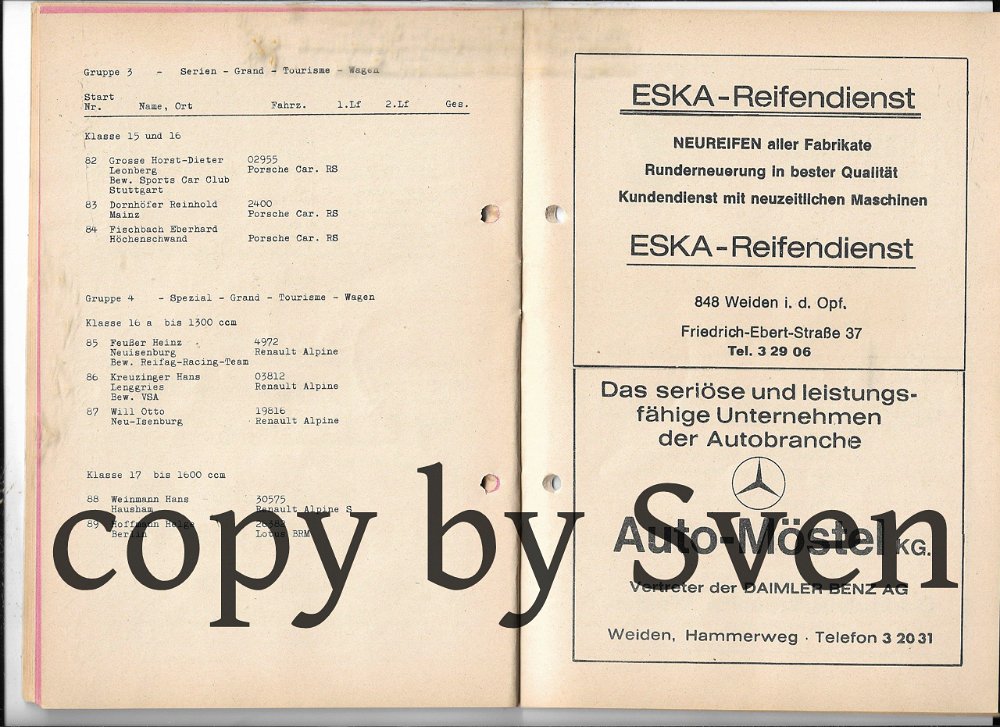 Gruppe 3 - Serien - Grand - Tourisme - Wagen
Start
Nr. Name, Ort Fahrz. 1.Lf 2.Lf Ges.
Klasse 15 und 16
82 Grosse Horst-Dieter 02955
Leonberg Porsche Car. RS
Bew. Sports Car Club
Stuttgart
83 Dornhöfer Reinhold 2400
Mainz Porsche Car. RS
84 Fischbach Eberhard
Höchenschwand Porsche Car. RS
Gruppe 4 - Spezial - Grand - Tourisme - Wagen
Klasse 16 a bis 1300 ccm
85 Feußer Heinz 4972
Neuisenburg Renault Alpine
Bew. Reifag-Racing-Team
86 Kreuzinger Hans 03812
Lenggries Renault Alpine
Bew. VSA
87 Will Otto 19816
Neu-Isenburg Renault Alpine
Klasse 17 bis 1600 ccm
88 Weinmann Hans 30575
Hausham Renault Alpine S
89 Hoffmann Helge
Berlin Lotus BRM
ESKA-Reifendienst
NEUREIFEN aller Fabrikate
Runderneuerung in bester Qualität
Kundendienst mit neuzeitlichen Maschinen
ESKA-Reifendienst
848 Weiden i. d. Opf.
Friedrich-Ebert-Straße 37
Tel. 3 29 06
Das seriöse und leistungs-
fähige Unternehmen
der Autobranche
Auto-Möstel KG.
Vertreter der DAIMLER BENZ AG
Weiden, Hammerweg · Telefon 3 20 31
copy by Sven